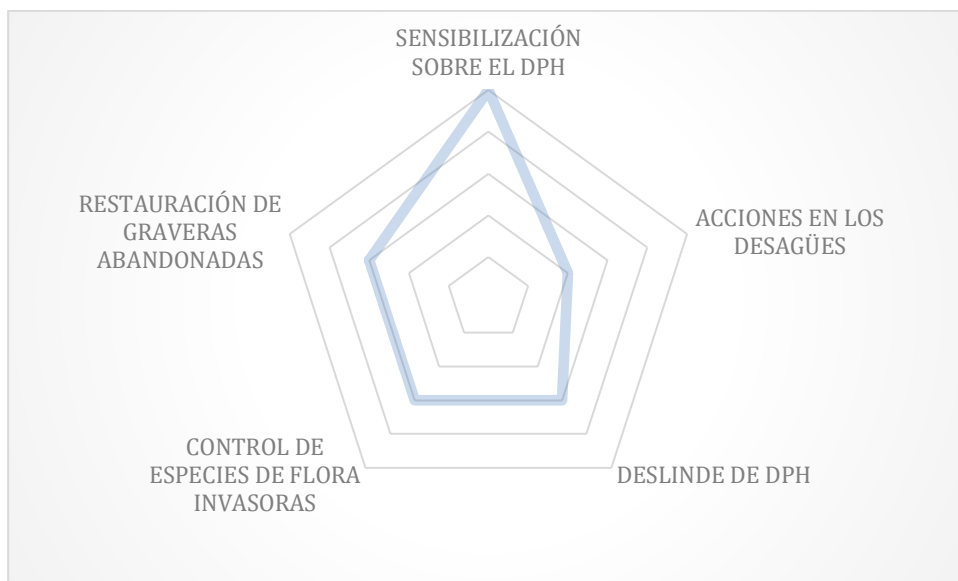 SENSIBILIZACIÓN
SOBRE EL DPH
ACCIONES EN LOS
DESAGÜES
DESLINDE DE DPH
CONTROL DE
ESPECIES DE FLORA
INVASORAS
RESTAURACIÓN DE
GRAVERAS
ABANDONADAS